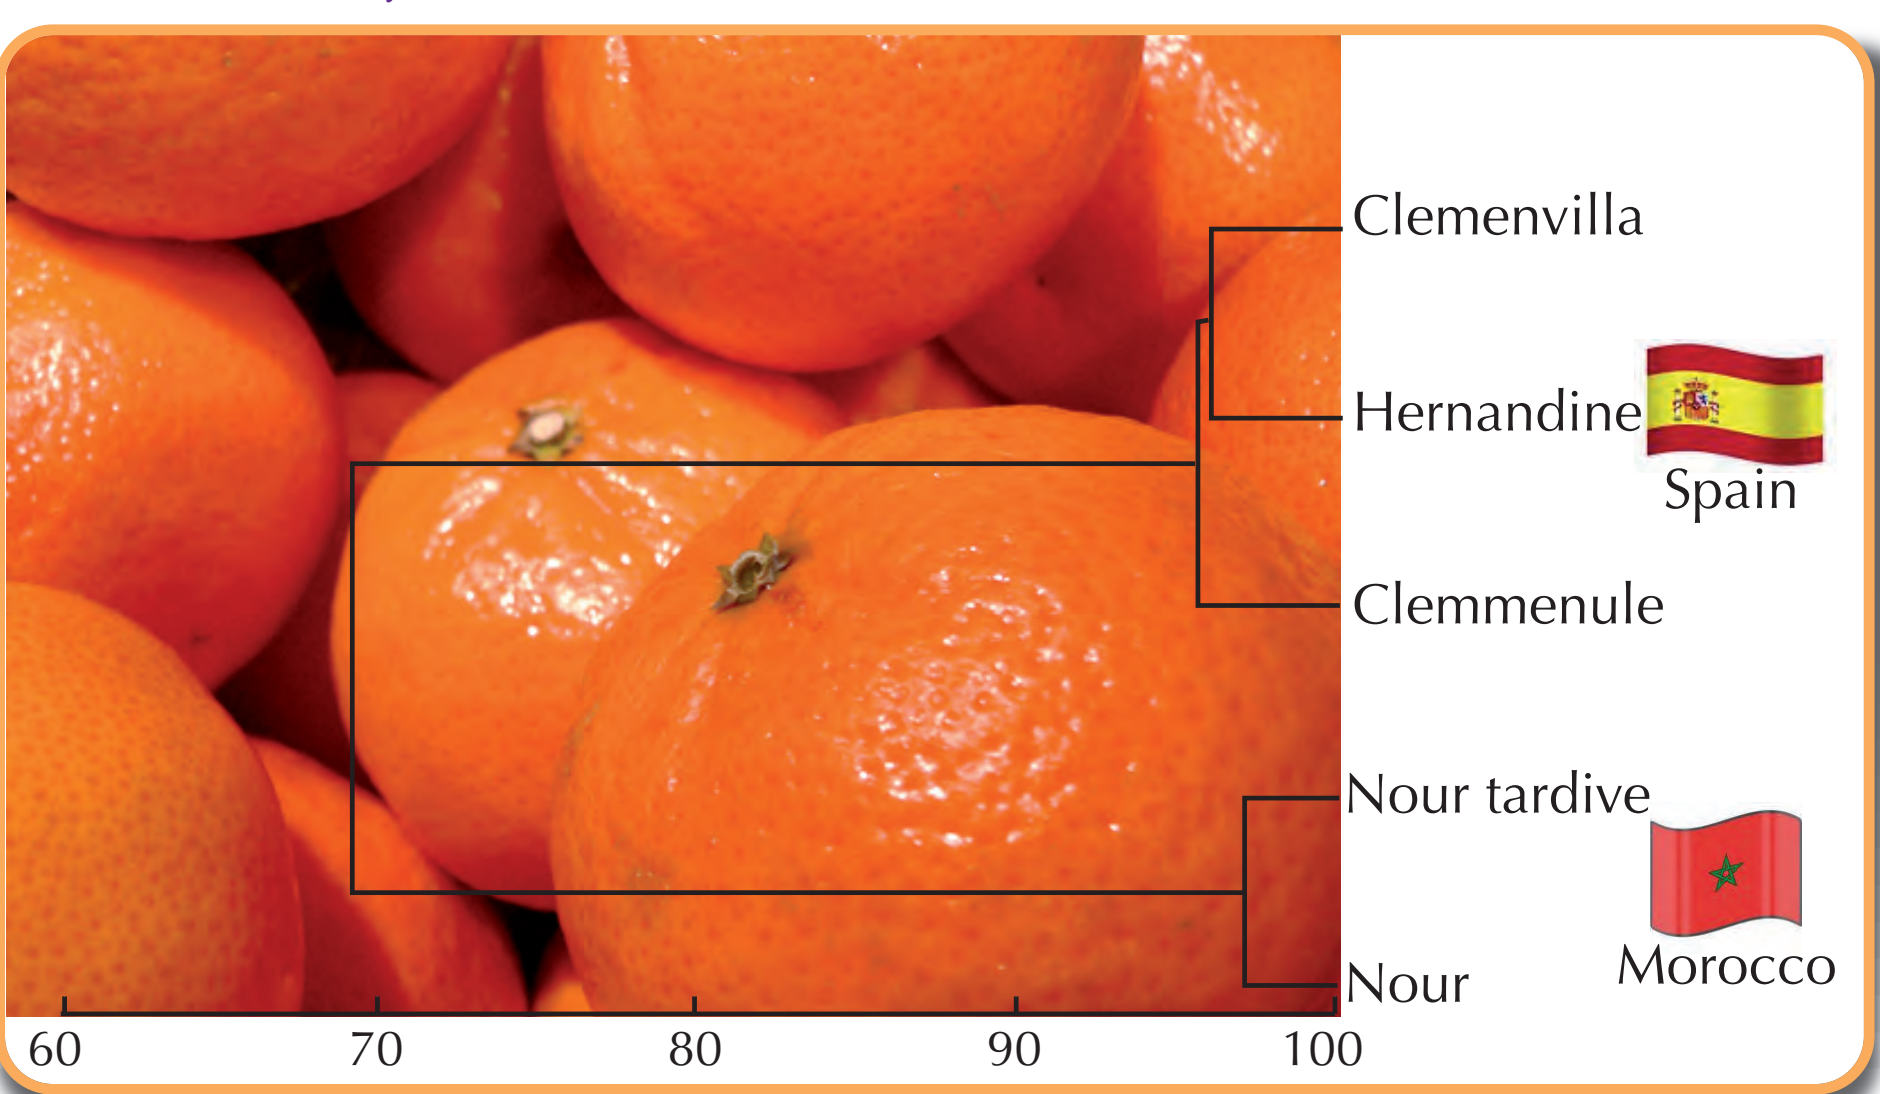 Clemenvilla
Hernandine
Spain
Clemmenule
Nour tardive
Morocco
Nour
60 70 80 90 100